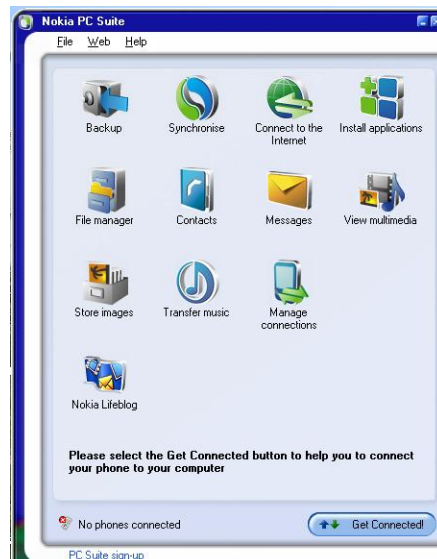 Nokia PC Suite
File Web Help
Backup Synchronise Connect to the Internet Install applications
File manager Contacts Messages View multimedia
Store images Transfer music Manage connections
Nokia Lifeblog
Please select the Get Connected button to help you to connect
your phone to your computer
No phones connected Get Connected!
PC Suite sign-up